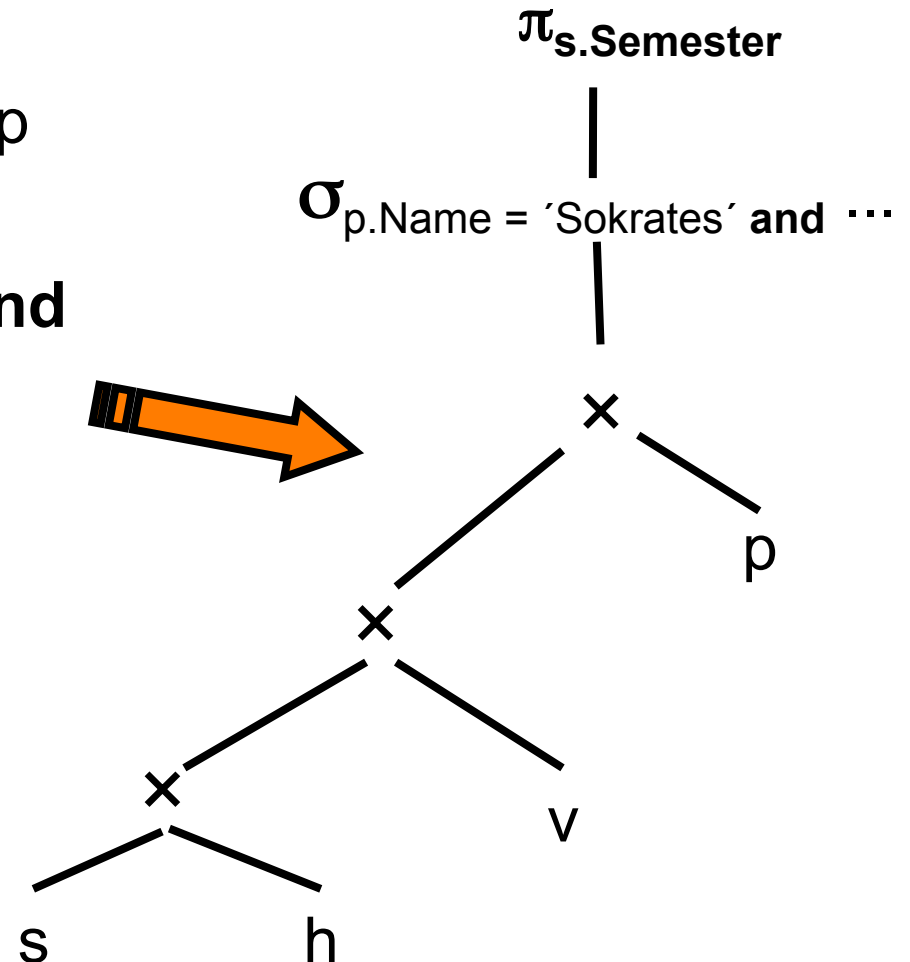 πs.Semester
p
σp.Name = ´Sokrates´ and ...
nd
×
p
×
v
×
s h